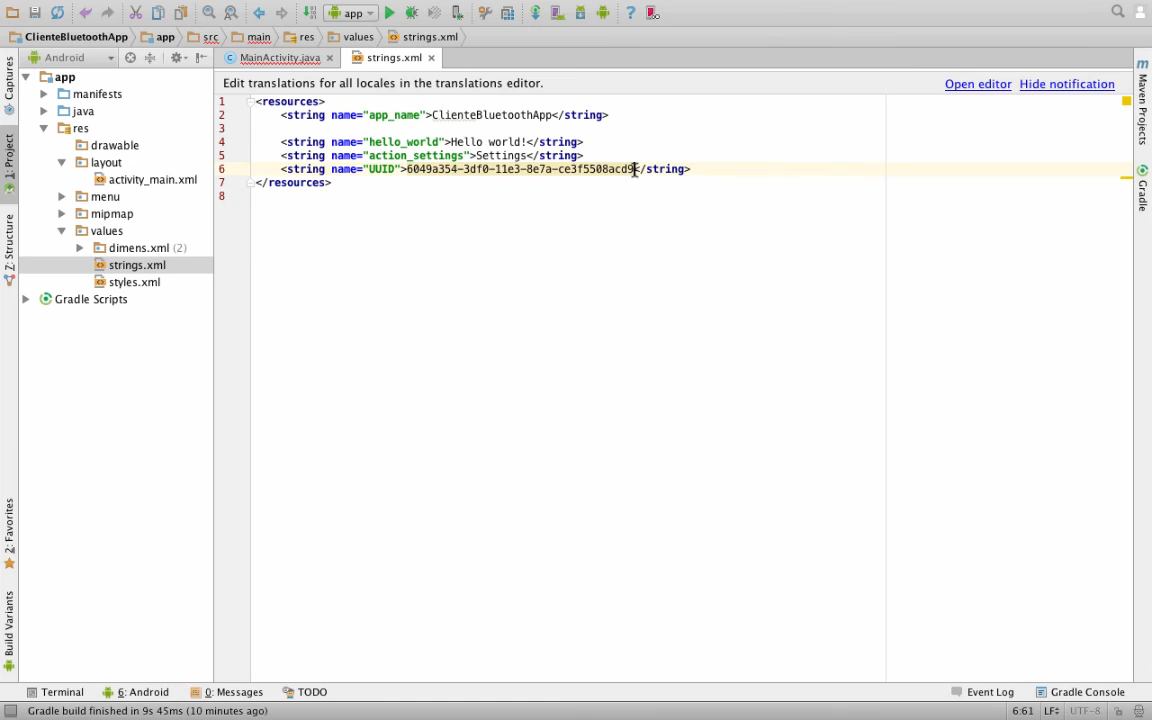 app
ClienteBluetoothApp
app
src
main
res
values
strings.xml
Android
MainActivity.java
strings.xml
Edit translations for all locales in the translations editor.
Open editor
Hide notification
app
manifests
java
res
drawable
layout
activity_main.xml
menu
mipmap
values
dimens.xml (2)
strings.xml
styles.xml
Gradle Scripts
1 <resources>
2 <string name="app_name">ClienteBluetoothApp</string>
3
4 <string name="hello_world">Hello world!</string>
5 <string name="action_settings">Settings</string>
6 <string name="UUID">6049a354-3df0-11e3-8e7a-ce3f5508acd9</string>
7 </resources>
8
Captures
1: Project
Z: Structure
2: Favorites
Build Variants
Maven Projects
Gradle
Terminal
6: Android
0: Messages
TODO
Event Log
Gradle Console
Gradle build finished in 9s 45ms (10 minutes ago)
6:61
LF
UTF-8